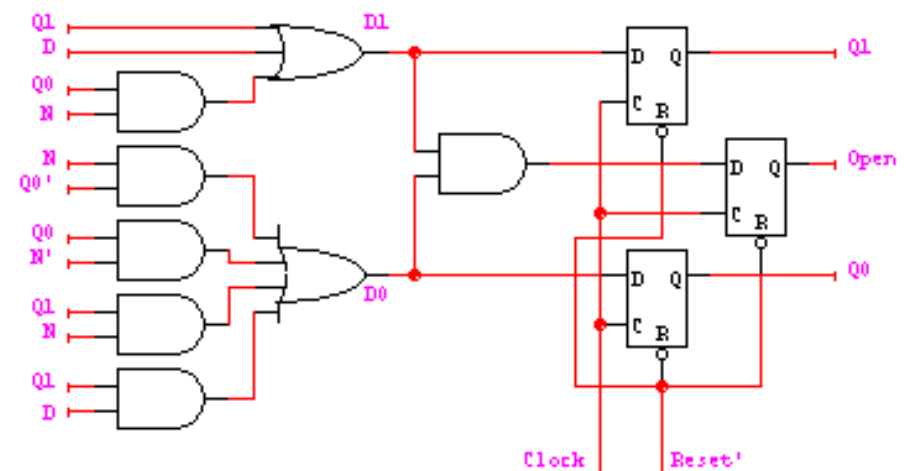 Q1 D1
D D Q Q1
Q0
N C R
N D Q Open
Q0'
Q0 C R
N'
D Q Q0
D0
Q1
N C R
Q1
D
Clock Reset'